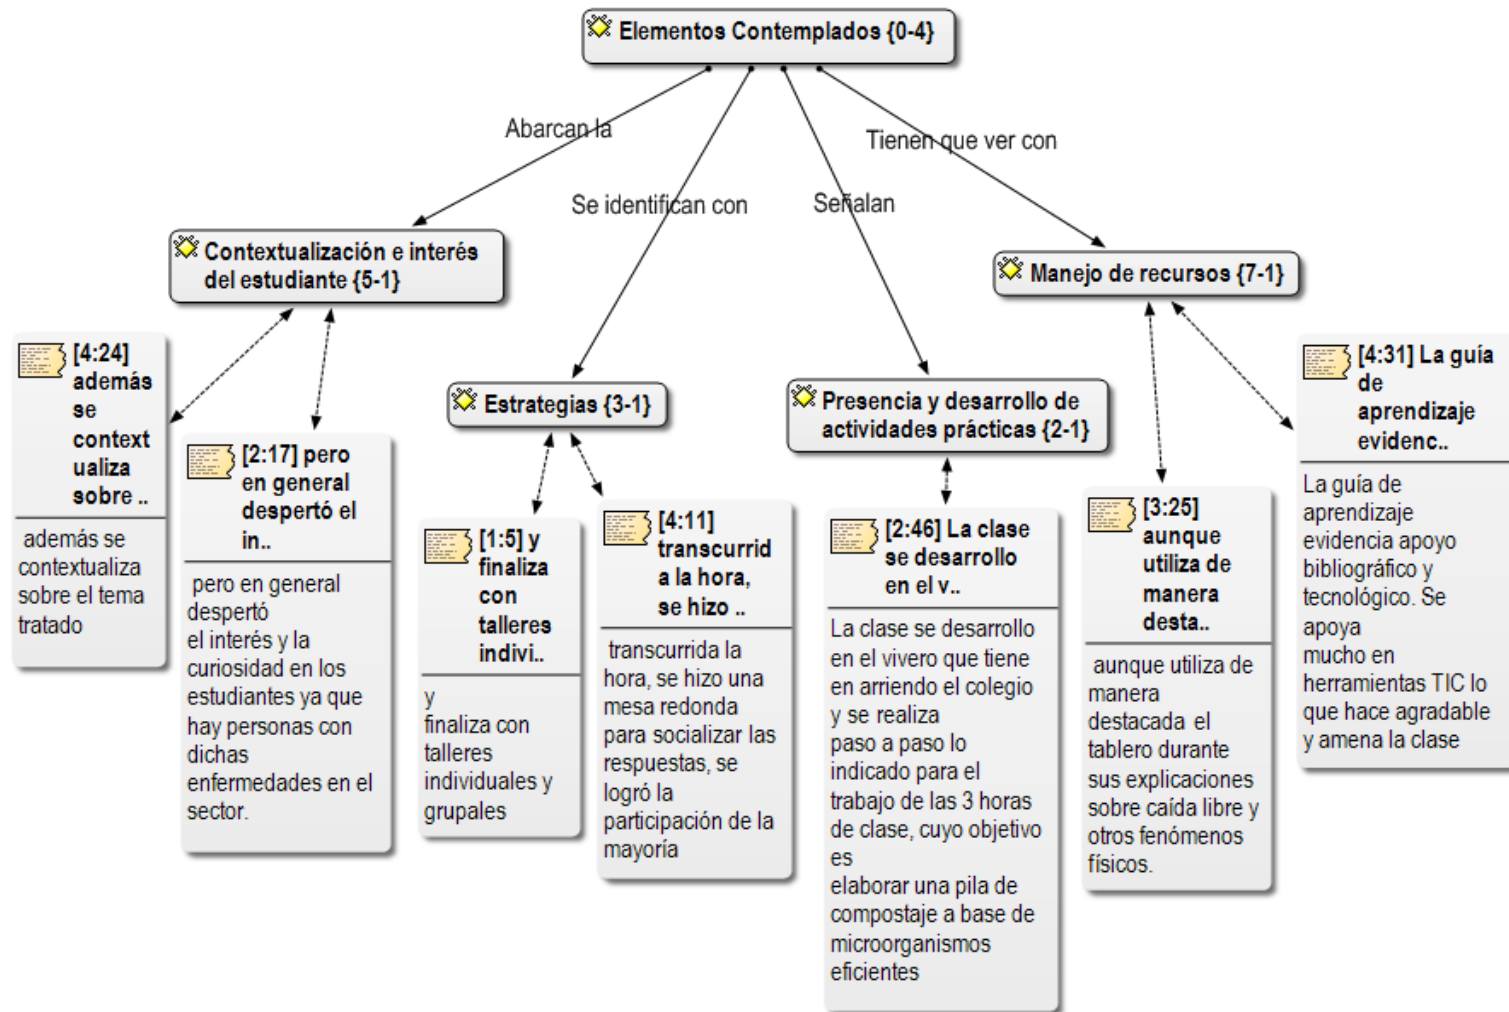 Elementos Contemplados {0-4}
Abarcan la
Tienen que ver con
Se identifican con
Señalan
Contextualización e interés
del estudiante {5-1}
Manejo de recursos {7-1}
Estrategias {3-1}
Presencia y desarrollo de
actividades prácticas {2-1}
[4:24]
además
se
context
ualiza
sobre ..
además se
contextualiza
sobre el tema
tratado
[2:17] pero
en general
despertó el
in..
pero en general
despertó
el interés y la
curiosidad en los
estudiantes ya que
hay personas con
dichas
enfermedades en el
sector.
[1:5] y
finaliza
con
talleres
indivi..
y
finaliza con
talleres
individuales y
grupales
[4:11]
transcurrid
a la hora,
se hizo ..
transcurrida la
hora, se hizo una
mesa redonda
para socializar las
respuestas, se
logró la
participación de la
mayoría
[2:46] La clase
se desarrollo
en el v..
La clase se desarrollo
en el vivero que tiene
en arriendo el colegio
y se realiza
paso a paso lo
indicado para el
trabajo de las 3 horas
de clase, cuyo objetivo
es
elaborar una pila de
compostaje a base de
microorganismos
eficientes
[3:25]
aunque
utiliza de
manera
desta..
aunque utiliza de
manera
destacada el
tablero durante
sus explicaciones
sobre caída libre y
otros fenómenos
físicos.
[4:31] La guía
de
aprendizaje
evidenc..
La guía de
aprendizaje
evidencia apoyo
bibliográfico y
tecnológico. Se
apoya
mucho en
herramientas TIC lo
que hace agradable
y amena la clase